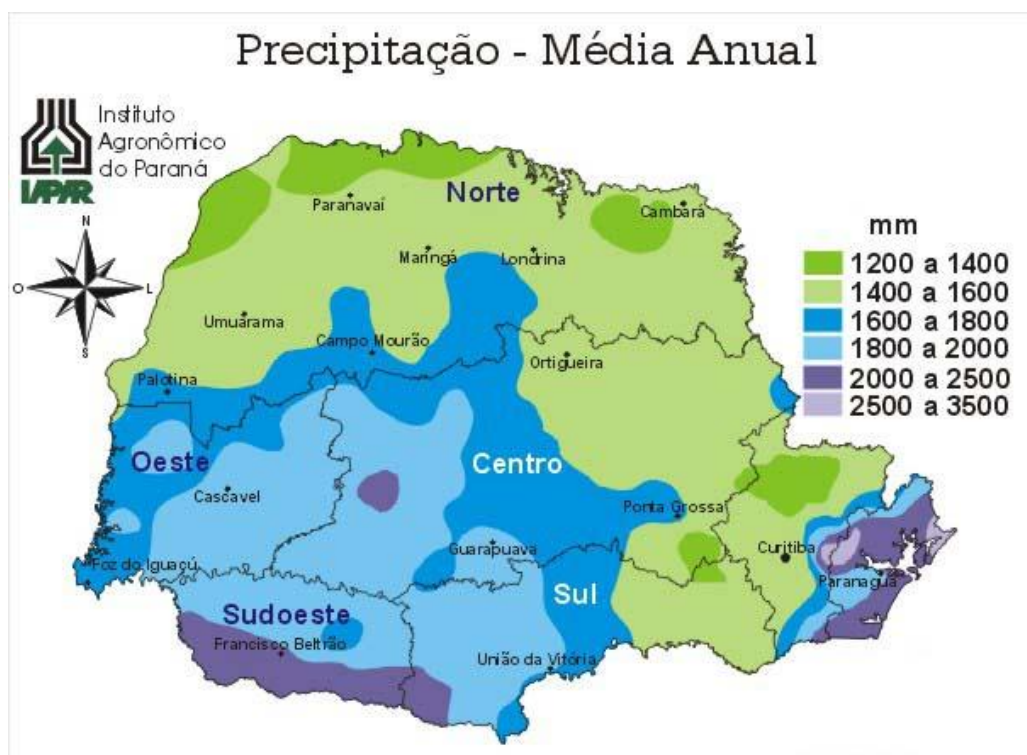 Precipitação - Média Anual
Instituto
Agronômico
do Paraná
IAPAR
N
O
L
S
Norte
Paranavaí
Cambará
Maringá
Londrina
Umuarama
Campo Mourão
Ortigueira
Palotina
Oeste
Centro
Cascavel
Ponta Grossa
Guarapuava
Curitiba
Foz do Iguaçú
Paranaguá
Sul
Sudoeste
Francisco Beltrão
União da Vitória
mm
1200 a 1400
1400 a 1600
1600 a 1800
1800 a 2000
2000 a 2500
2500 a 3500